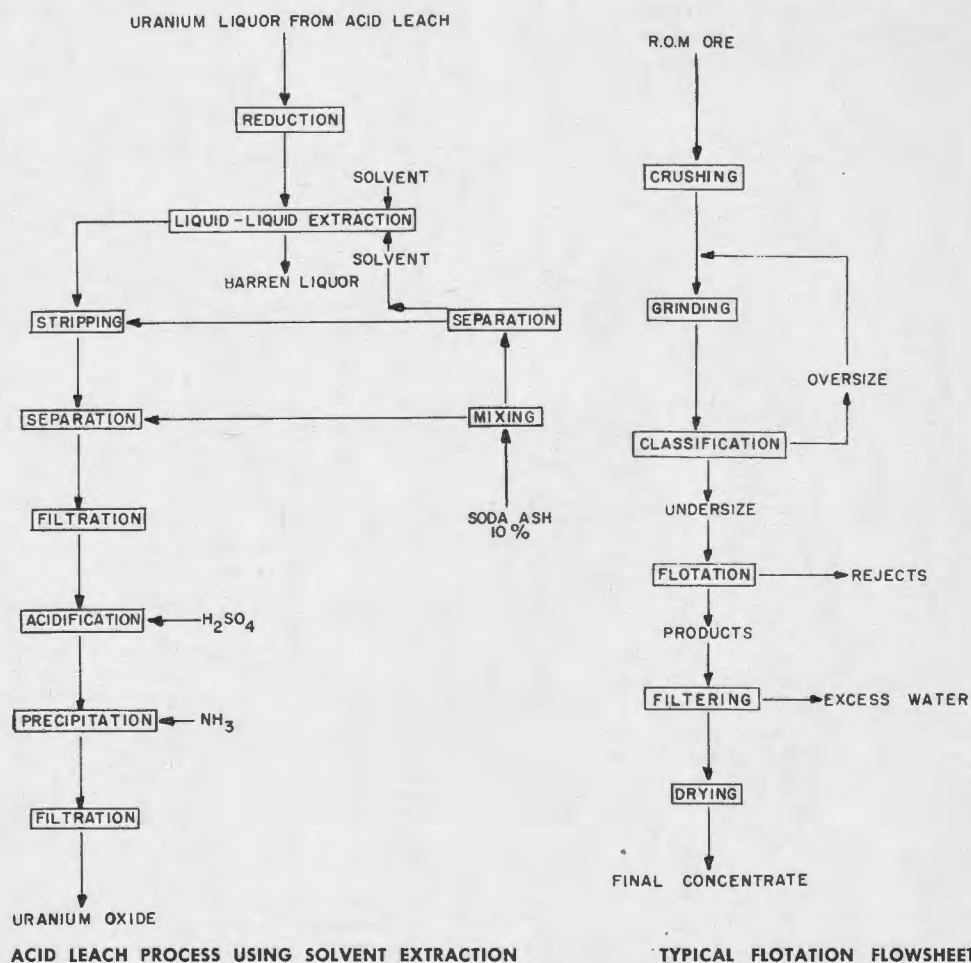 URANIUM LIQUOR FROM ACID LEACH
REDUCTION
SOLVENT
LIQUID-LIQUID EXTRACTION
SOLVENT
BARREN LIQUOR
STRIPPING
SEPARATION
SEPARATION
MIXING
SODA ASH
10%
FILTRATION
ACIDIFICATION
H2SO4
PRECIPITATION
NH3
FILTRATION
URANIUM OXIDE
ACID LEACH PROCESS USING SOLVENT EXTRACTION
R.O.M ORE
CRUSHING
GRINDING
OVERSIZE
CLASSIFICATION
UNDERSIZE
FLOTATION
REJECTS
PRODUCTS
FILTERING
EXCESS WATER
DRYING
FINAL CONCENTRATE
TYPICAL FLOTATION FLOWSHEET